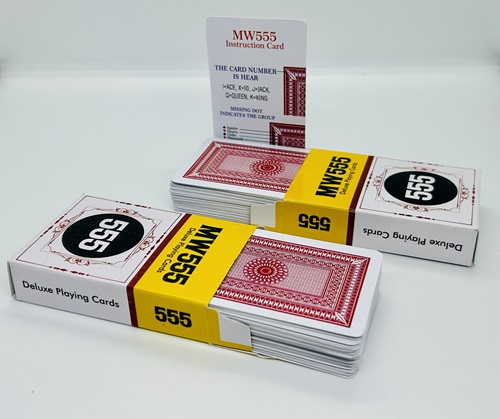 MW555
Instruction Card
THE CARD NUMBER
IS HEAR
1=ACE, X=10, J=JACK,
Q=QUEEN, K=KING
MISSING DOT
INDICATES THE GROUP
MW555
Deluxe Playing Cards
555
555
Deluxe Playing Cards
555
Deluxe Playing Cards
MW555
Deluxe Playing Cards
555